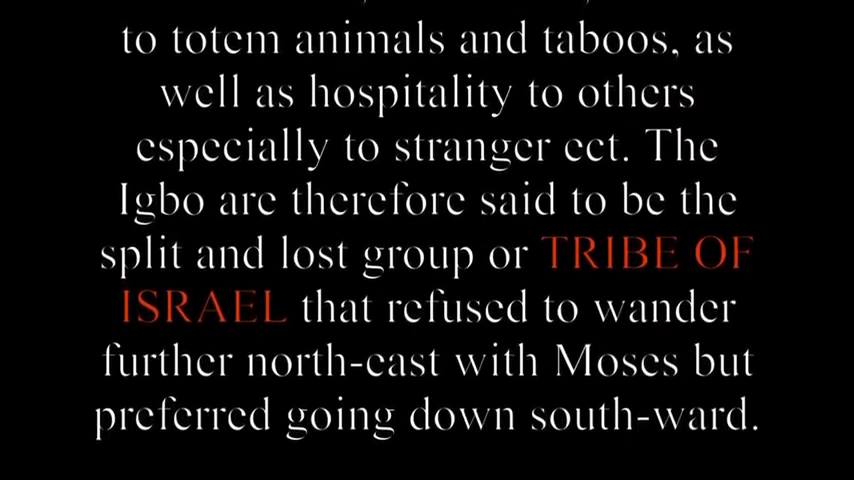 to totem animals and taboos, as
well as hospitality to others
especially to stranger ect. The
Igbo are therefore said to be the
split and lost group or TRIBE OF
ISRAEL that refused to wander
further north-east with Moses but
preferred going down south-ward.